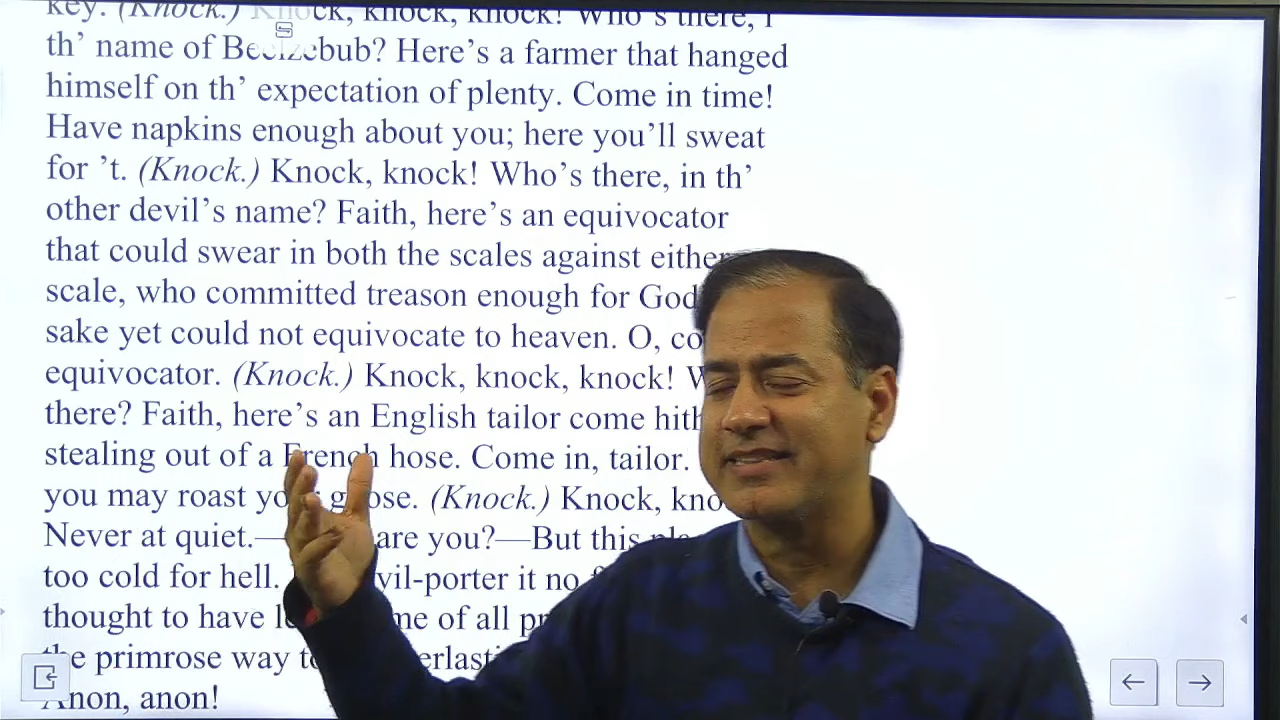 key. (Knock.) Knock, knock, knock! Who's there, i'
th' name of Beelzebub? Here's a farmer that hanged
himself on th' expectation of plenty. Come in time!
Have napkins enough about you; here you'll sweat
for 't. (Knock.) Knock, knock! Who's there, in th'
other devil's name? Faith, here's an equivocator
that could swear in both the scales against either
scale, who committed treason enough for God
sake yet could not equivocate to heaven. O, co
equivocator. (Knock.) Knock, knock, knock! W
there? Faith, here's an English tailor come hith
stealing out of a French hose. Come in, tailor.
you may roast your goose. (Knock.) Knock, kno
Never at quiet.— are you?—But this pla
too cold for hell. vil-porter it no f
thought to have me of all pr
the primrose way t erlasti
Anon, anon!